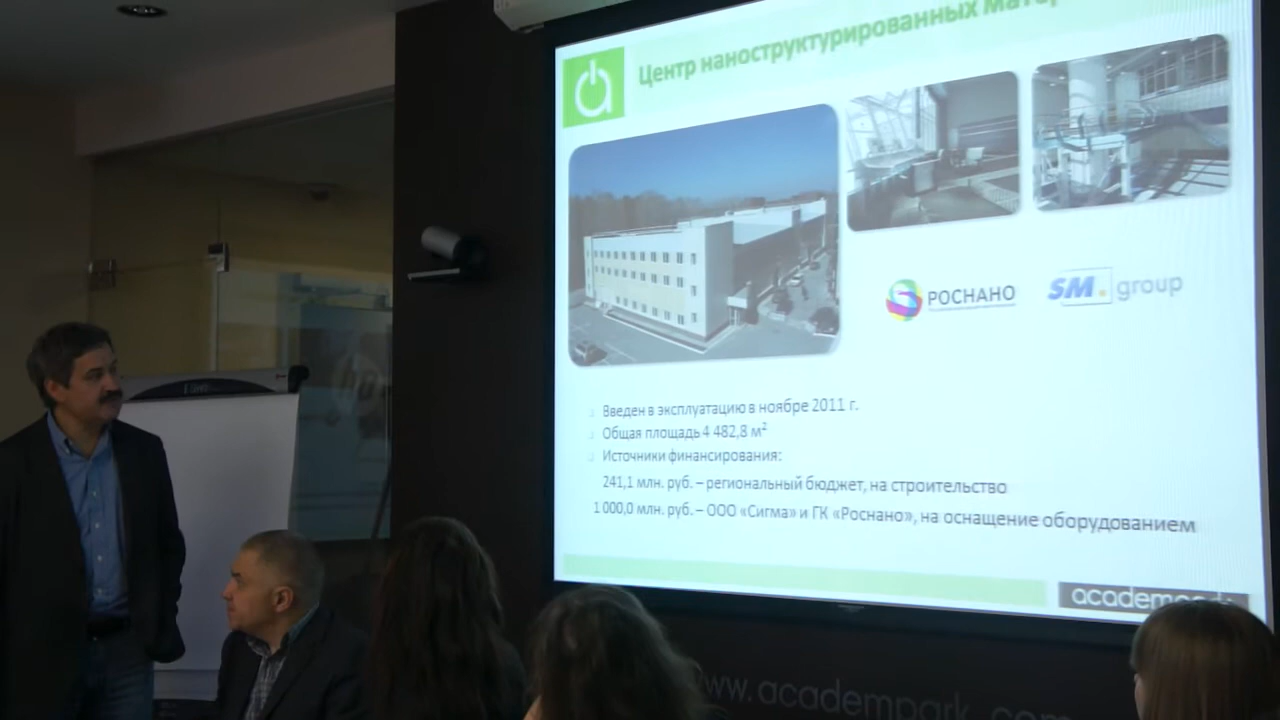 Центр наноструктурированных
РОСНАНО
SM.group
Введен в эксплуатацию в ноябре 2011 г.
Общая площадь 4 482,8 м²
Источники финансирования:
241,1 млн. руб. – региональный бюджет, на строительство
1 000,0 млн. руб. – ООО «Сигма» и ГК «Роснано», на оснащение оборудованием
academpark
www.academpark.com
hp